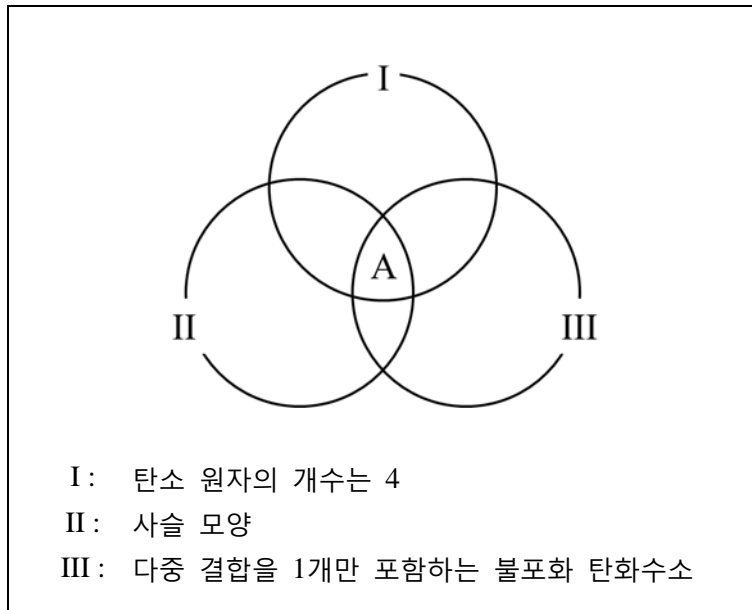 I
A
II
III
I : 탄소 원자의 개수는 4
II : 사슬 모양
III : 다중 결합을 1개만 포함하는 불포화 탄화수소